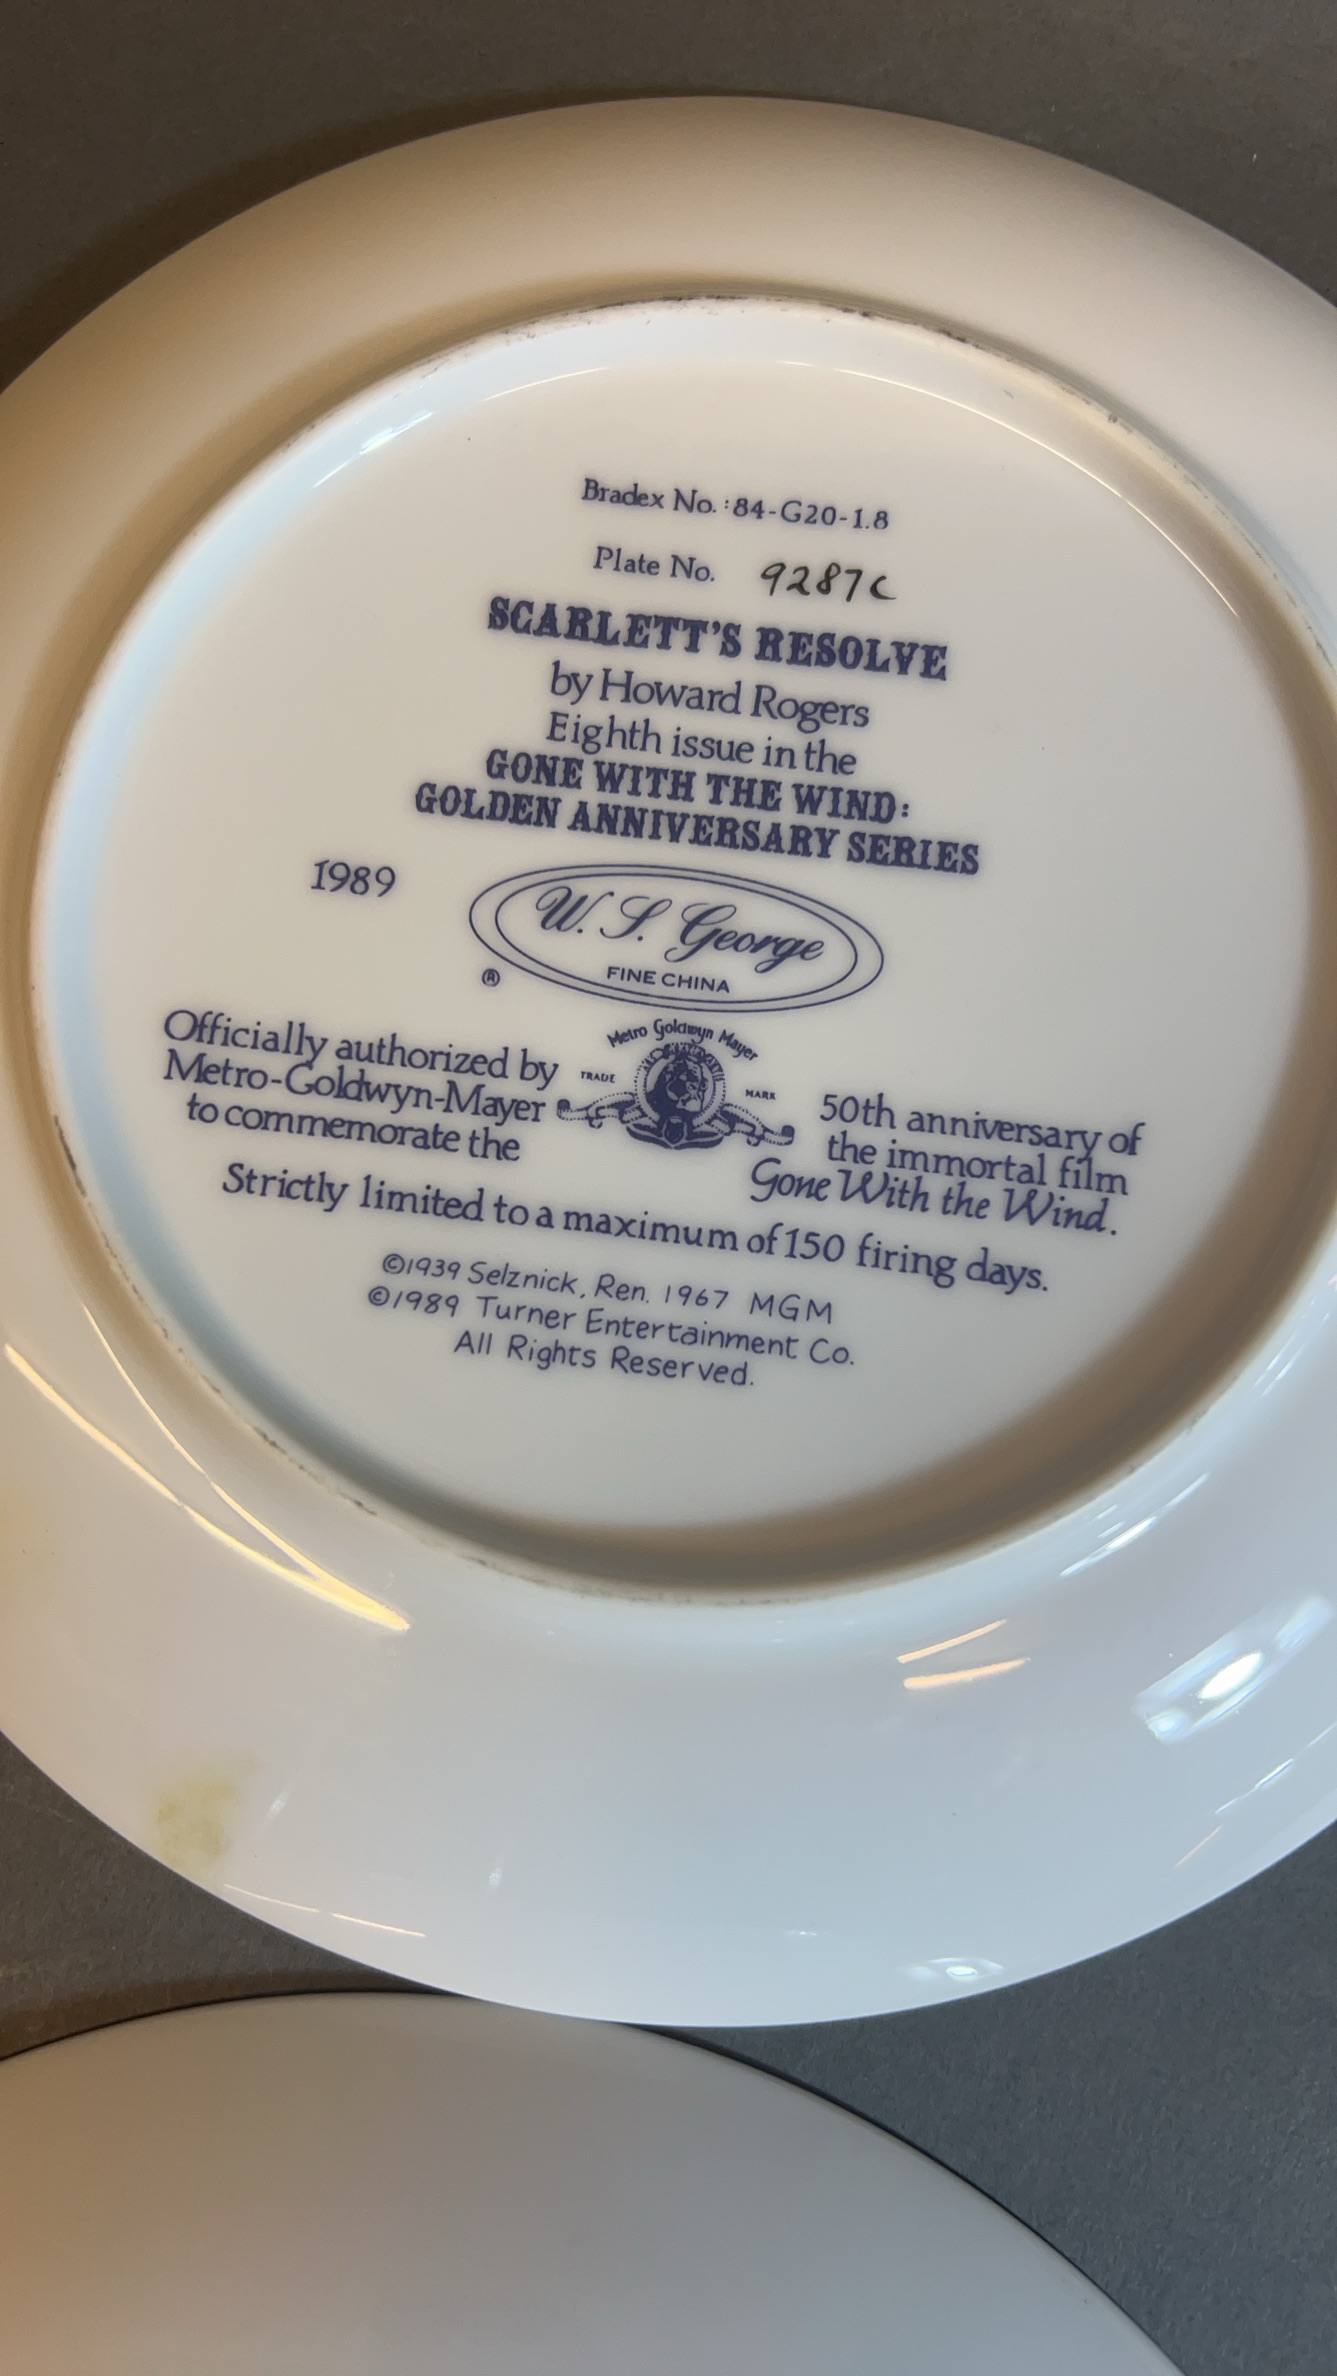 Bradex No.: 84-G20-1.8
Plate No. 9287C
SCARLETT'S RESOLVE
by Howard Rogers
Eighth issue in the
GONE WITH THE WIND:
GOLDEN ANNIVERSARY SERIES
1989
W. S. George
FINE CHINA
®
Metro Goldwyn Mayer
TRADE MARK
Officially authorized by
Metro-Goldwyn-Mayer
to commemorate the
50th anniversary of
the immortal film
Gone With the Wind.
Strictly limited to a maximum of 150 firing days.
©1939 Selznick, Ren. 1967 MGM
©1989 Turner Entertainment Co.
All Rights Reserved.